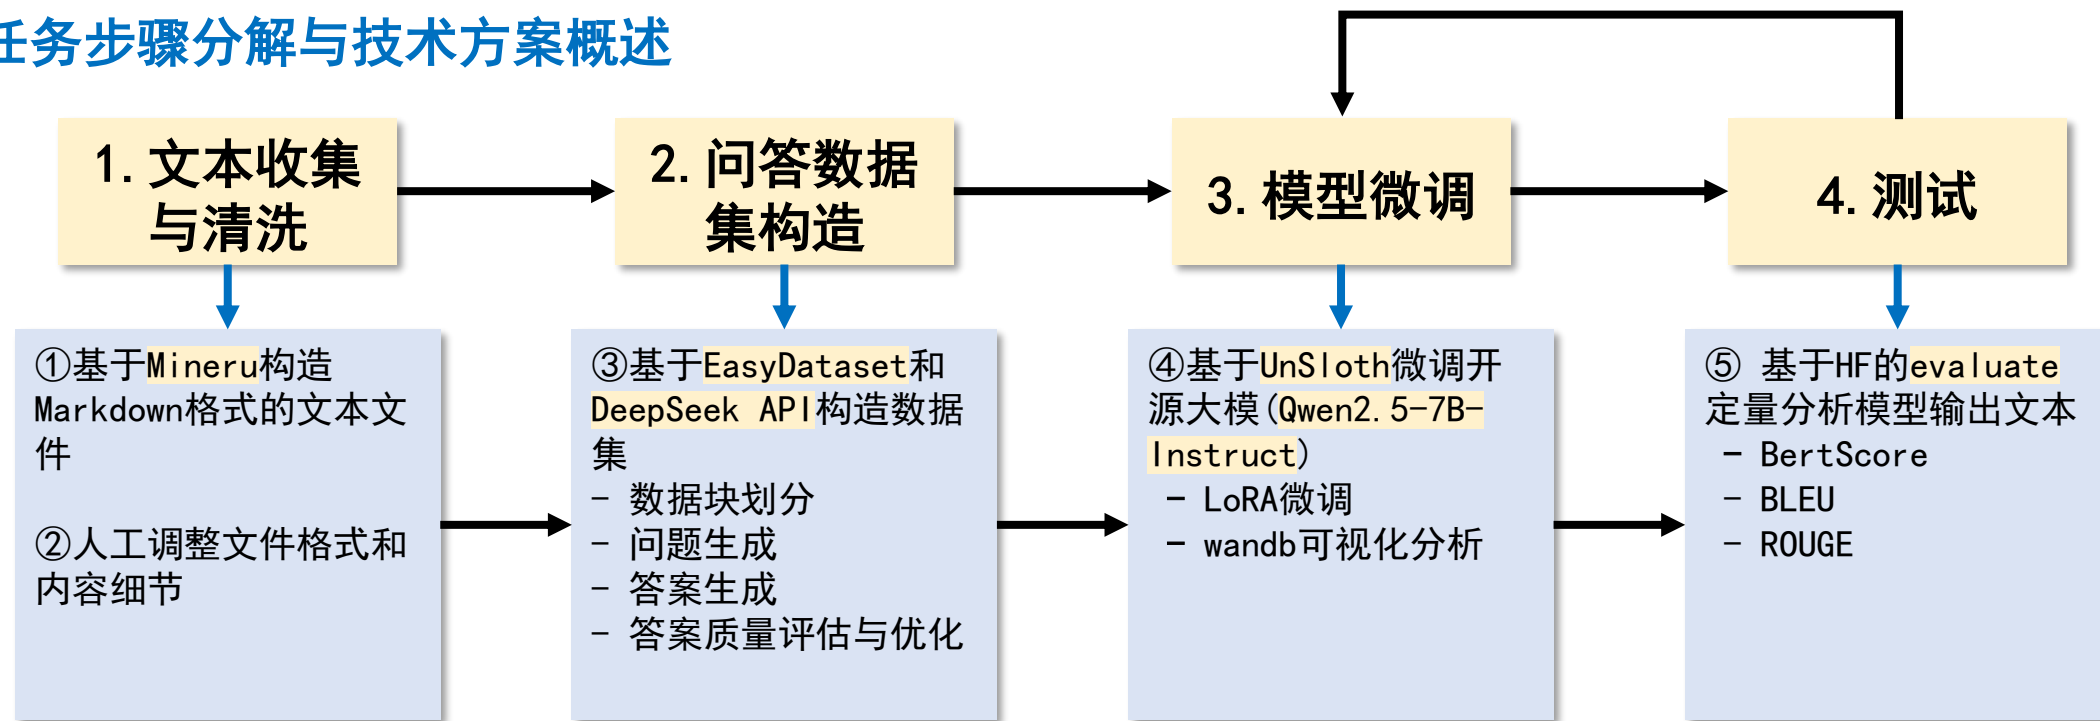 任务步骤分解与技术方案概述
1.文本收集
与清洗
2.问答数据
集构造
3.模型微调
4.测试
①基于Mineru构造
Markdown格式的文本文
件
②人工调整文件格式和
内容细节
③基于EasyDataset和
DeepSeek API构造数据
集
- 数据块划分
- 问题生成
- 答案生成
- 答案质量评估与优化
④基于UnSloth微调开
源大模(Qwen2.5-7B-
Instruct)
- LoRA微调
- wandb可视化分析
⑤ 基于HF的evaluate
定量分析模型输出文本
- BertScore
- BLEU
- ROUGE